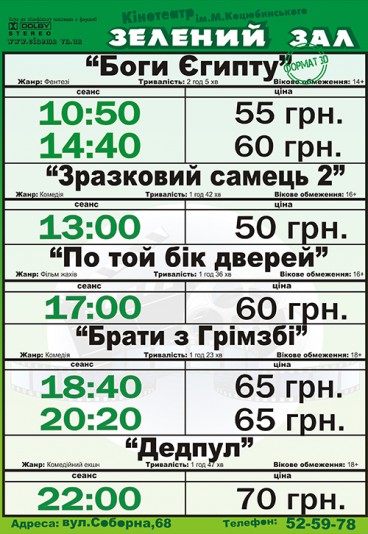 Кінотеатр ім.М.Коцюбинського
DOLBY
STEREO
www.cinema.vn.ua
ЗЕЛЕНИЙ ЗАЛ
“Боги Єгипту”
ФОРМАТ 3D
Жанр: Фентезі Тривалість: 2 год 5 хв Вікове обмеження: 14+
сеанс ціна
10:50 55 грн.
14:40 60 грн.
“Зразковий самець 2”
Жанр: Комедія Тривалість: 1 год 42 хв Вікове обмеження: 16+
сеанс ціна
13:00 50 грн.
“По той бік дверей”
Жанр: Фільм жахів Тривалість: 1 год 36 хв Вікове обмеження: 16+
сеанс ціна
17:00 60 грн.
“Брати з Грімзбі”
Жанр: Комедія Тривалість: 1 год 23 хв Вікове обмеження: 18+
сеанс ціна
18:40 65 грн.
20:20 65 грн.
“Дедпул”
Жанр: Комедійний екшн Тривалість: 1 год 47 хв Вікове обмеження: 18+
сеанс ціна
22:00 70 грн.
Адреса: вул.Соборна,68 Телефон: 52-59-78